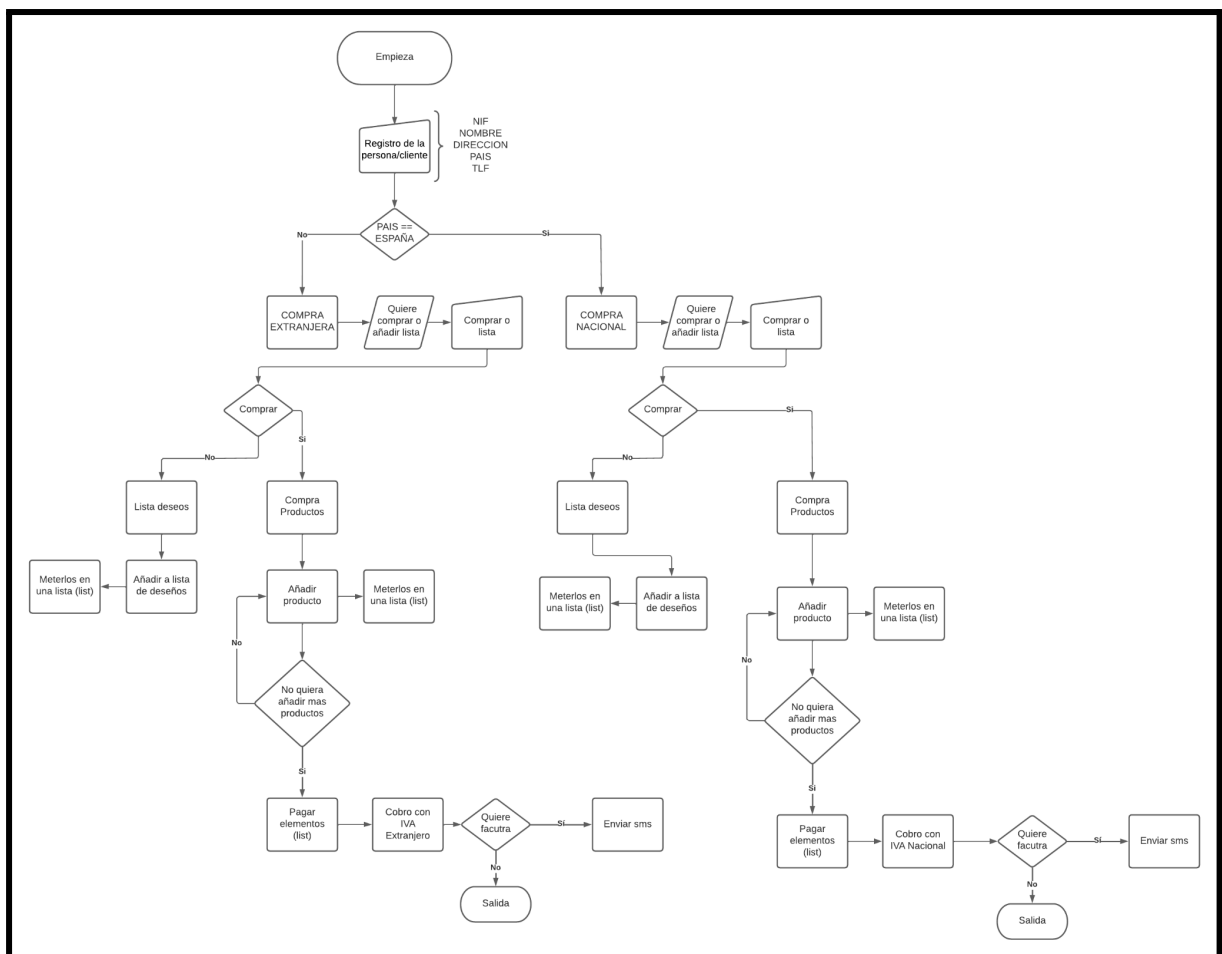 Empieza
Registro de la
persona/cliente
NIF
NOMBRE
DIRECCION
PAIS
TLF
PAIS ==
ESPAÑA
No
Si
COMPRA
EXTRANJERA
Quiere
comprar o
añadir lista
Comprar o
lista
COMPRA
NACIONAL
Quiere
comprar o
añadir lista
Comprar o
lista
Comprar
No
Si
Lista deseos
Compra
Productos
Meterlos en
una lista (list)
Añadir a lista
de deseños
Añadir
producto
Meterlos en
una lista (list)
No
No quiera
añadir mas
productos
Si
Pagar
elementos
(list)
Cobro con
IVA
Extranjero
Quiere
facutra
Sí
Enviar sms
No
Salida
Comprar
No
Si
Lista deseos
Compra
Productos
Meterlos en
una lista (list)
Añadir a lista
de deseños
Añadir
producto
Meterlos en
una lista (list)
No
No quiera
añadir mas
productos
Si
Pagar
elementos
(list)
Cobro con
IVA Nacional
Quiere
facutra
Sí
Enviar sms
No
Salida